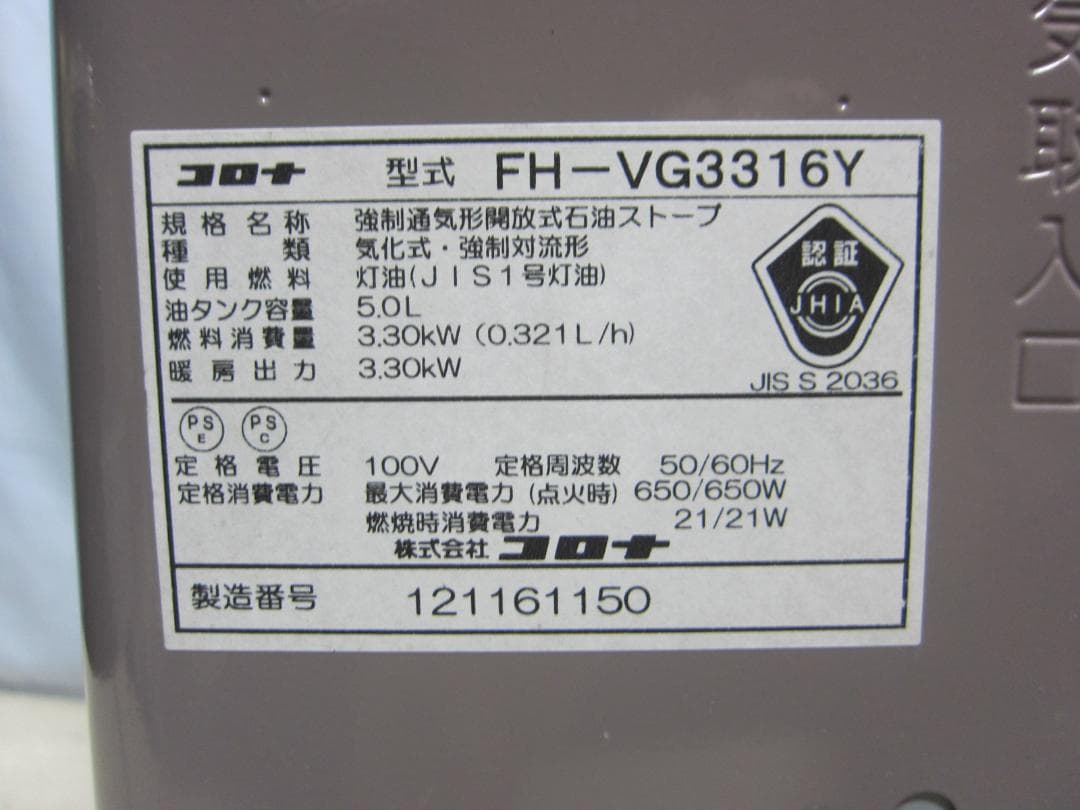 コロナ 型式 FH-VG3316Y
規格名称 強制通気形開放式石油ストーブ
種類 気化式・強制対流形
使用燃料 灯油(JIS1号灯油)
油タンク容量 5.0L
燃料消費量 3.30kW (0.321L/h)
暖房出力 3.30kW
認証
JHIA
JIS S 2036
PS E PS C
定格電圧 100V 定格周波数 50/60Hz
定格消費電力 最大消費電力(点火時) 650/650W
燃焼時消費電力 21/21W
株式会社 コロナ
製造番号 121161150
気取入口